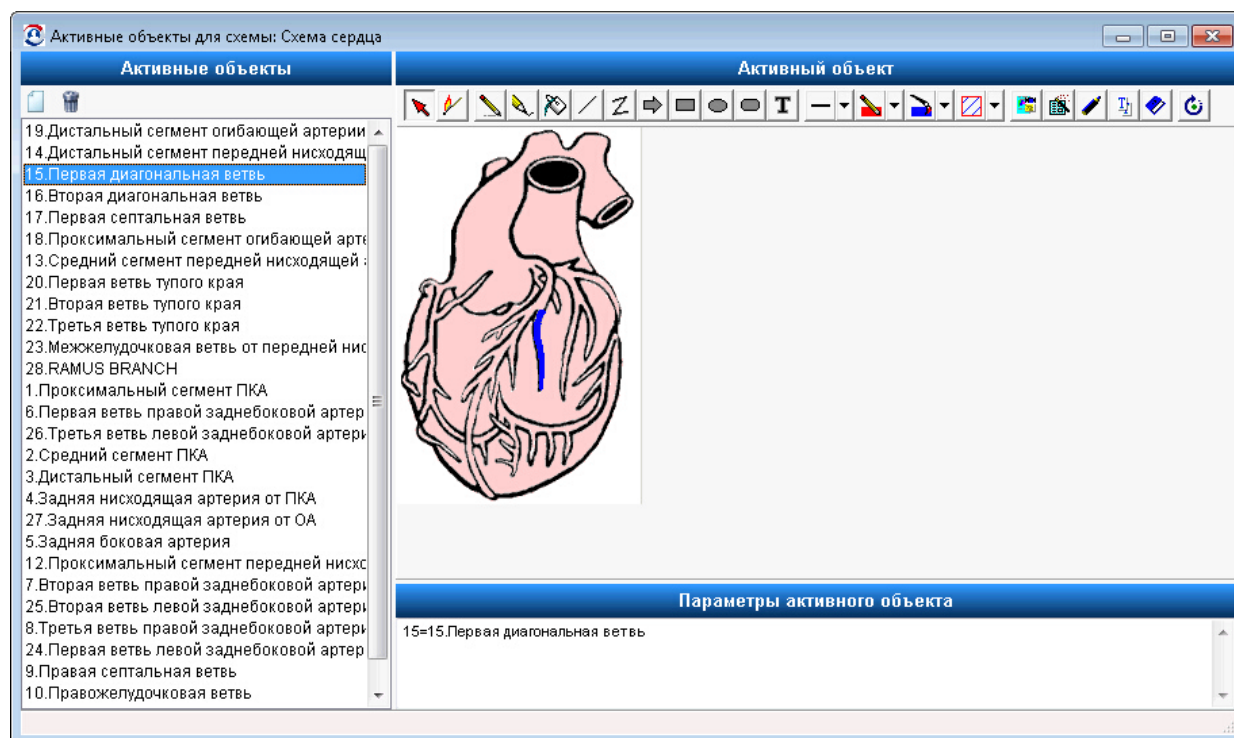 Активные объекты для схемы: Схема сердца
Активные объекты
Активный объект
T
19.Дистальный сегмент огибающей артерии
14.Дистальный сегмент передней нисходящ
15.Первая диагональная ветвь
16.Вторая диагональная ветвь
17.Первая септальная ветвь
18.Проксимальный сегмент огибающей арте
13.Средний сегмент передней нисходящей
20.Первая ветвь тупого края
21.Вторая ветвь тупого края
22.Третья ветвь тупого края
23.Межжелудочковая ветвь от передней нис
28.RAMUS BRANCH
1.Проксимальный сегмент ПКА
6.Первая ветвь правой заднебоковой артер
26.Третья ветвь левой заднебоковой артери
2.Средний сегмент ПКА
3.Дистальный сегмент ПКА
4.Задняя нисходящая артерия от ПКА
27.Задняя нисходящая артерия от ОА
5.Задняя боковая артерия
12.Проксимальный сегмент передней нисхо
7.Вторая ветвь правой заднебоковой артери
25.Вторая ветвь левой заднебоковой артери
8.Третья ветвь правой заднебоковой артери
24.Первая ветвь левой заднебоковой артер
9.Правая септальная ветвь
10.Правожелудочковая ветвь
Параметры активного объекта
15=15.Первая диагональная ветвь